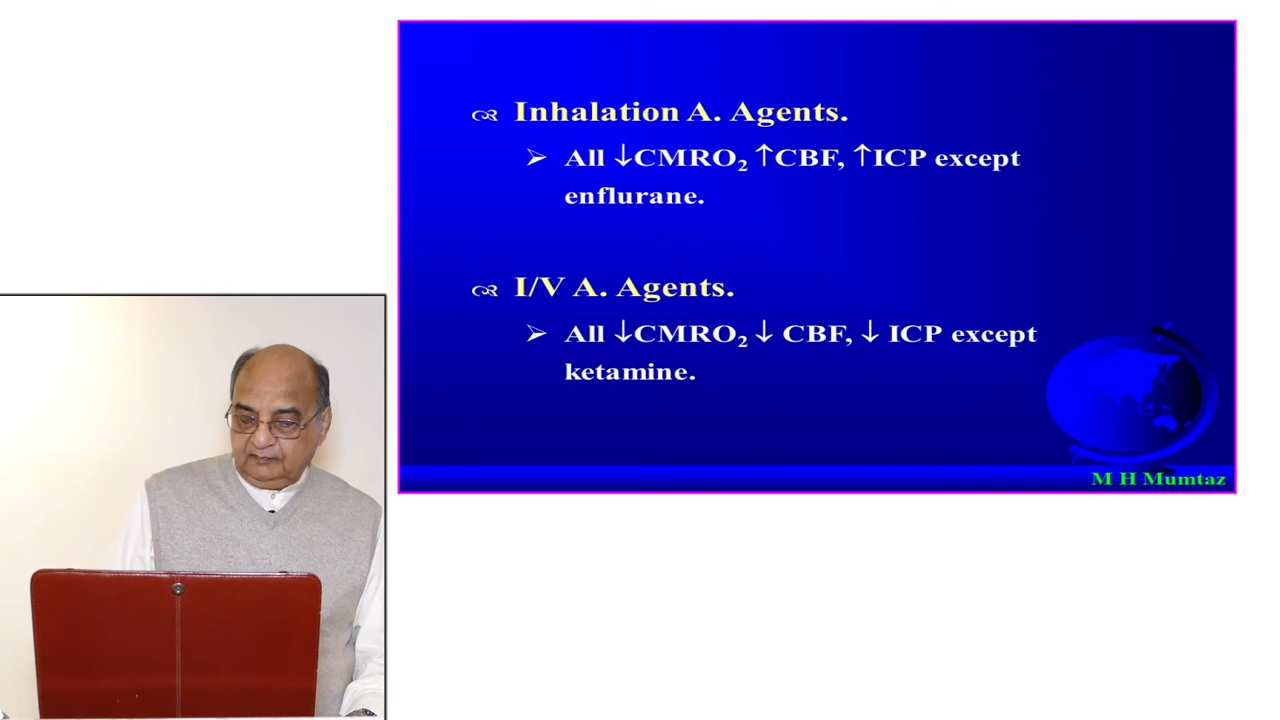 Inhalation A. Agents.
All ↓CMRO₂ ↑CBF, ↑ICP except
enflurane.
I/V A. Agents.
All ↓CMRO₂ ↓ CBF, ↓ ICP except
ketamine.
M H Mumtaz